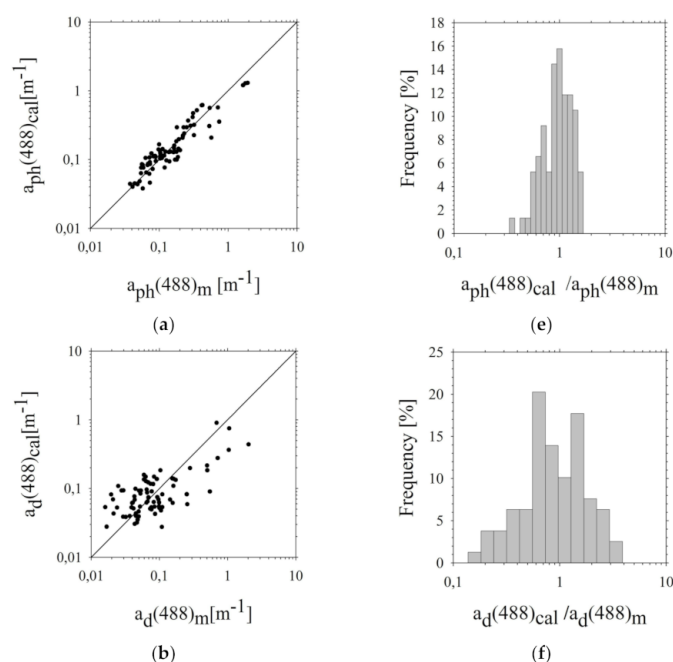 10
1
0,1
0,01
0,01 0,1 1 10
aph(488)cal[m-1]
aph(488)m [m-1]
(a)
18
16
14
12
10
8
6
4
2
0
0,1 1 10
Frequency [%]
aph(488)cal /aph(488)m
(e)
10
1
0,1
0,01
0,01 0,1 1 10
ad(488)cal[m-1]
ad(488)m[m-1]
(b)
25
20
15
10
5
0
0,1 1 10
Frequency [%]
ad(488)cal /ad(488)m
(f)